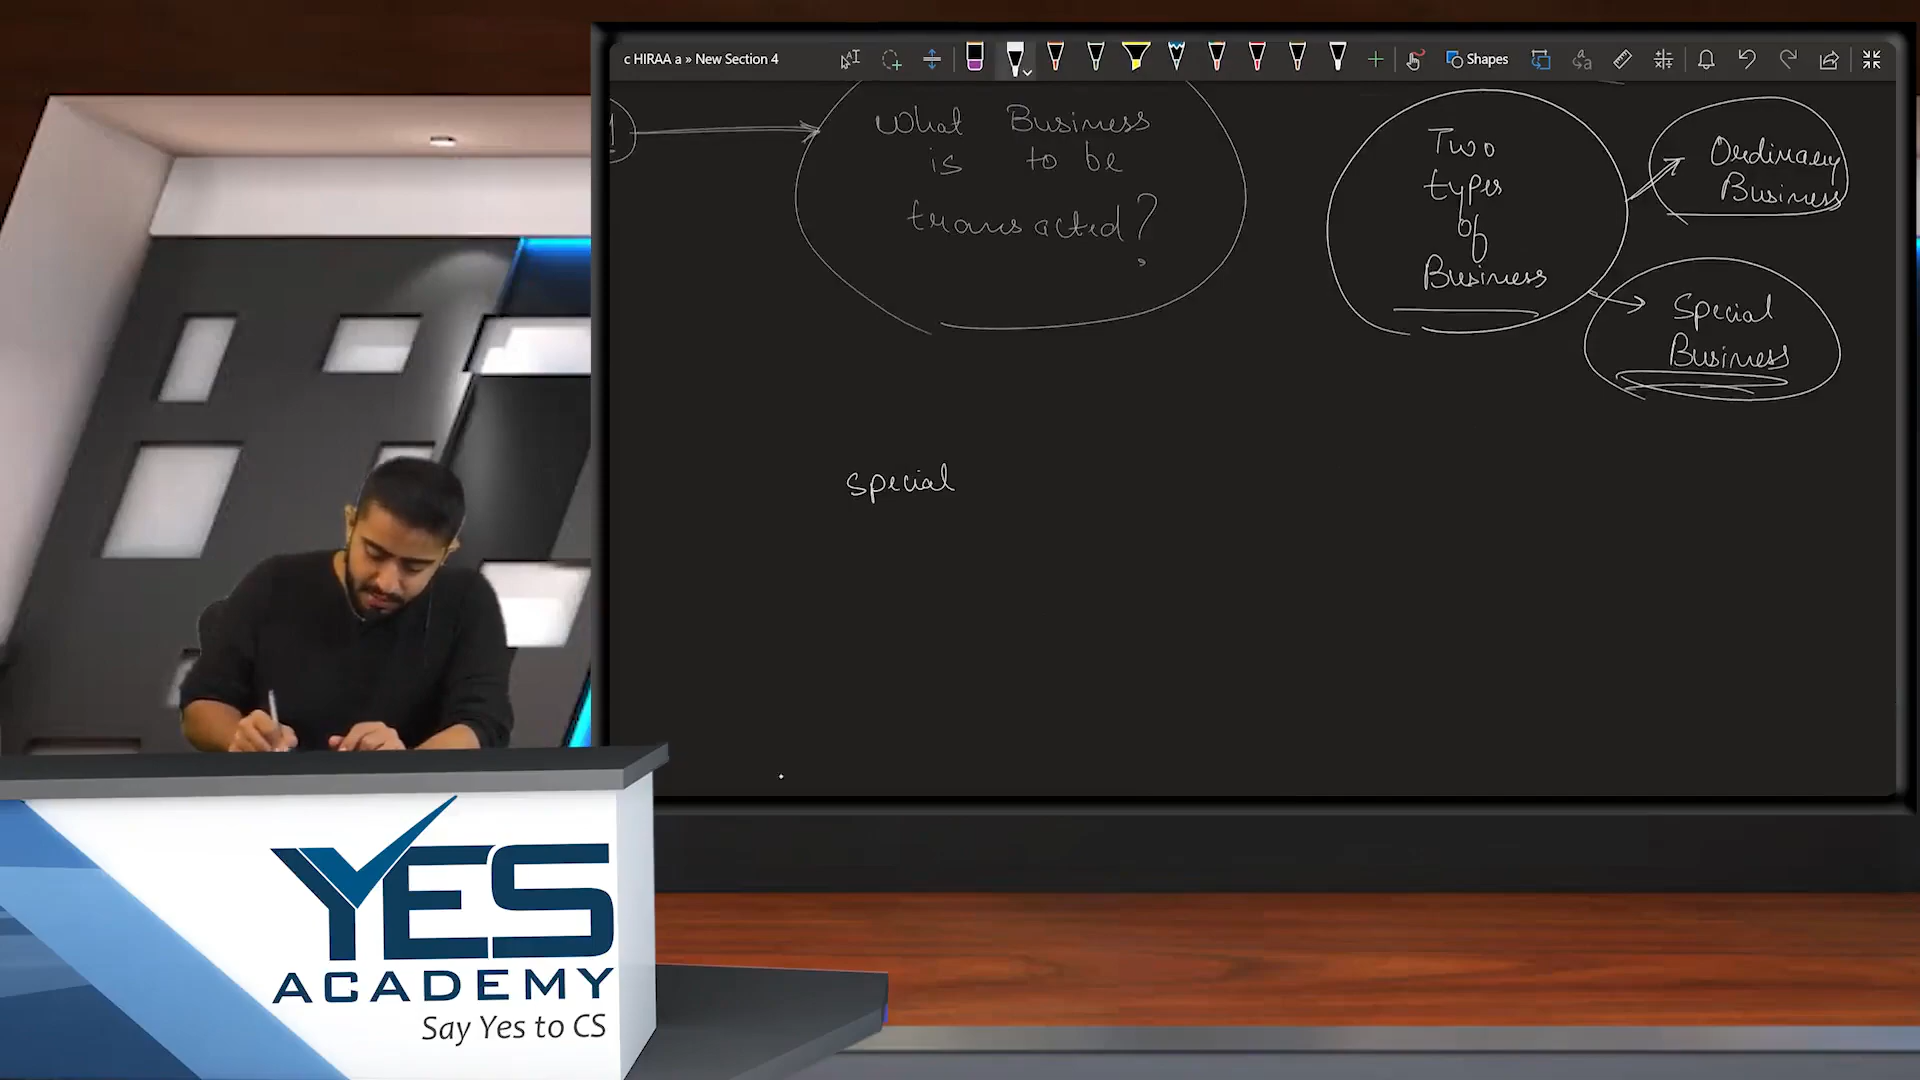 c HIRAA a » New Section 4
Shapes
1
What Business
is to be
transacted?
Two
types
of
Business
Ordinary
Business
Special
Business
special
YES
ACADEMY
Say Yes to CS